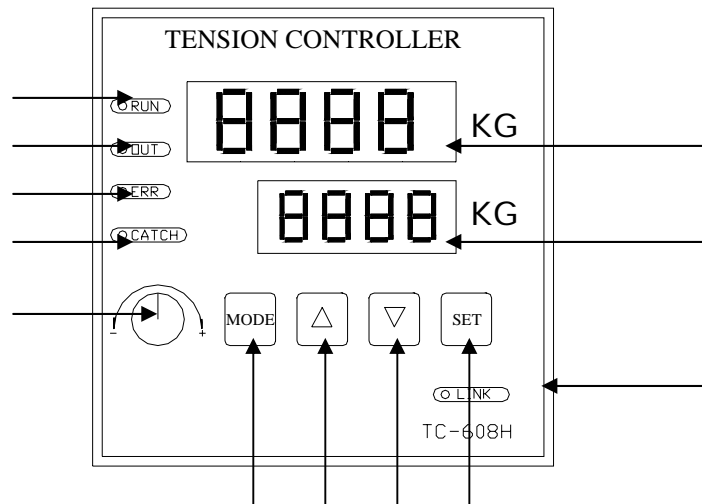 TENSION CONTROLLER
RUN
8888 KG
OUT
ERR
8888 KG
CATCH
- +
MODE △ ▽ SET
LINK
TC-608H